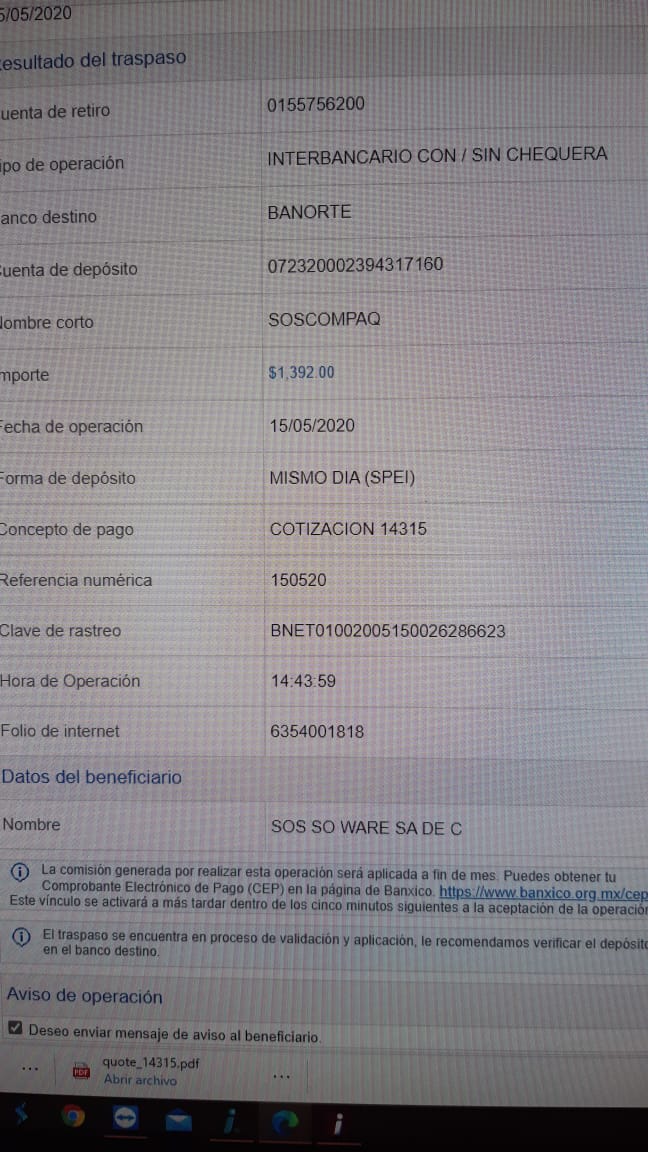 5/05/2020
esultado del traspaso
uenta de retiro 0155756200
ipo de operación INTERBANCARIO CON / SIN CHEQUERA
anco destino BANORTE
uenta de depósito 072320002394317160
Nombre corto SOSCOMPAQ
mporte $1,392.00
Fecha de operación 15/05/2020
Forma de depósito MISMO DIA (SPEI)
Concepto de pago COTIZACION 14315
Referencia numérica 150520
Clave de rastreo BNET01002005150026286623
Hora de Operación 14:43:59
Folio de internet 6354001818
Datos del beneficiario
Nombre SOS SO WARE SA DE C
La comisión generada por realizar esta operación será aplicada a fin de mes. Puedes obtener tu
Comprobante Electrónico de Pago (CEP) en la página de Banxico. https://www.banxico.org.mx/cep
Este vínculo se activará a más tardar dentro de los cinco minutos siguientes a la aceptación de la operación
El traspaso se encuentra en proceso de validación y aplicación, le recomendamos verificar el depósito
en el banco destino.
Aviso de operación
Deseo enviar mensaje de aviso al beneficiario.
... PDF quote_14315.pdf ...
Abrir archivo